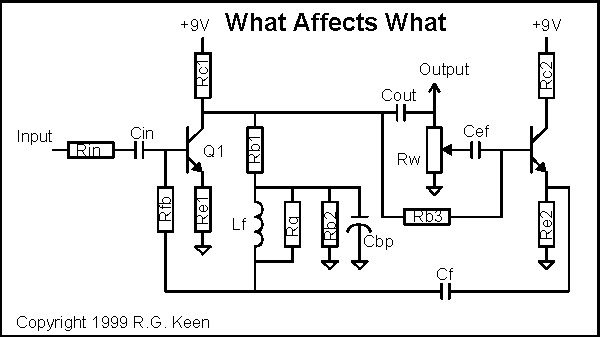 What Affects What
+9V
+9V
Rc1
Rc2
Output
Cout
Input
Rin
Cin
Q1
Rb1
Rw
Cef
Rfb
Re1
Lf
Rq
Rb2
Cbp
Rb3
Re2
Cf
Copyright 1999 R.G. Keen